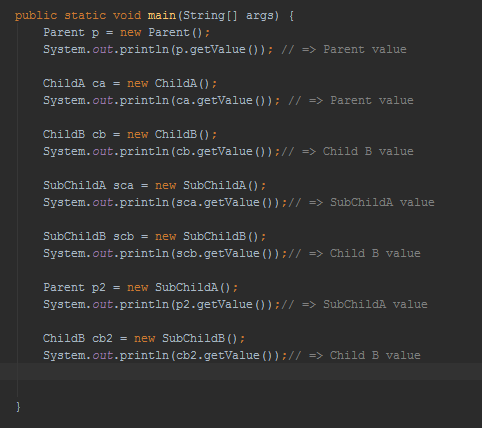 public static void main(String[] args) {
    Parent p = new Parent();
    System.out.println(p.getValue()); // => Parent value

    ChildA ca = new ChildA();
    System.out.println(ca.getValue()); // => Parent value

    ChildB cb = new ChildB();
    System.out.println(cb.getValue());// => Child B value

    SubChildA sca = new SubChildA();
    System.out.println(sca.getValue());// => SubChildA value

    SubChildB scb = new SubChildB();
    System.out.println(scb.getValue());// => Child B value

    Parent p2 = new SubChildA();
    System.out.println(p2.getValue());// => SubChildA value

    ChildB cb2 = new SubChildB();
    System.out.println(cb2.getValue());// => Child B value

}